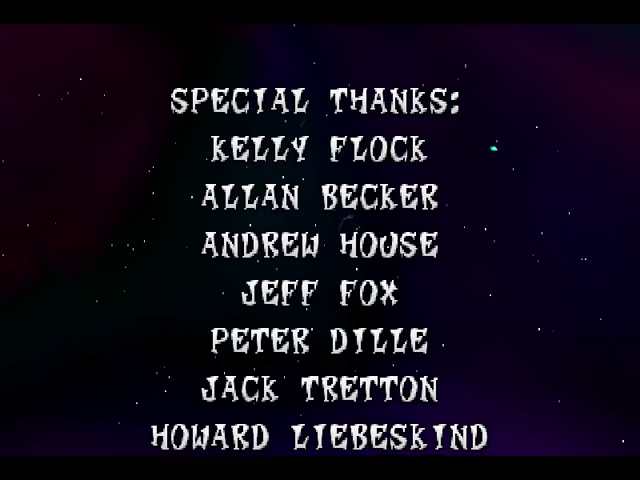 SPECIAL THANKS:
KELLY FLOCK
ALLAN BECKER
ANDREW HOUSE
JEFF FOX
PETER DILLE
JACK TRETTON
HOWARD LIEBESKIND